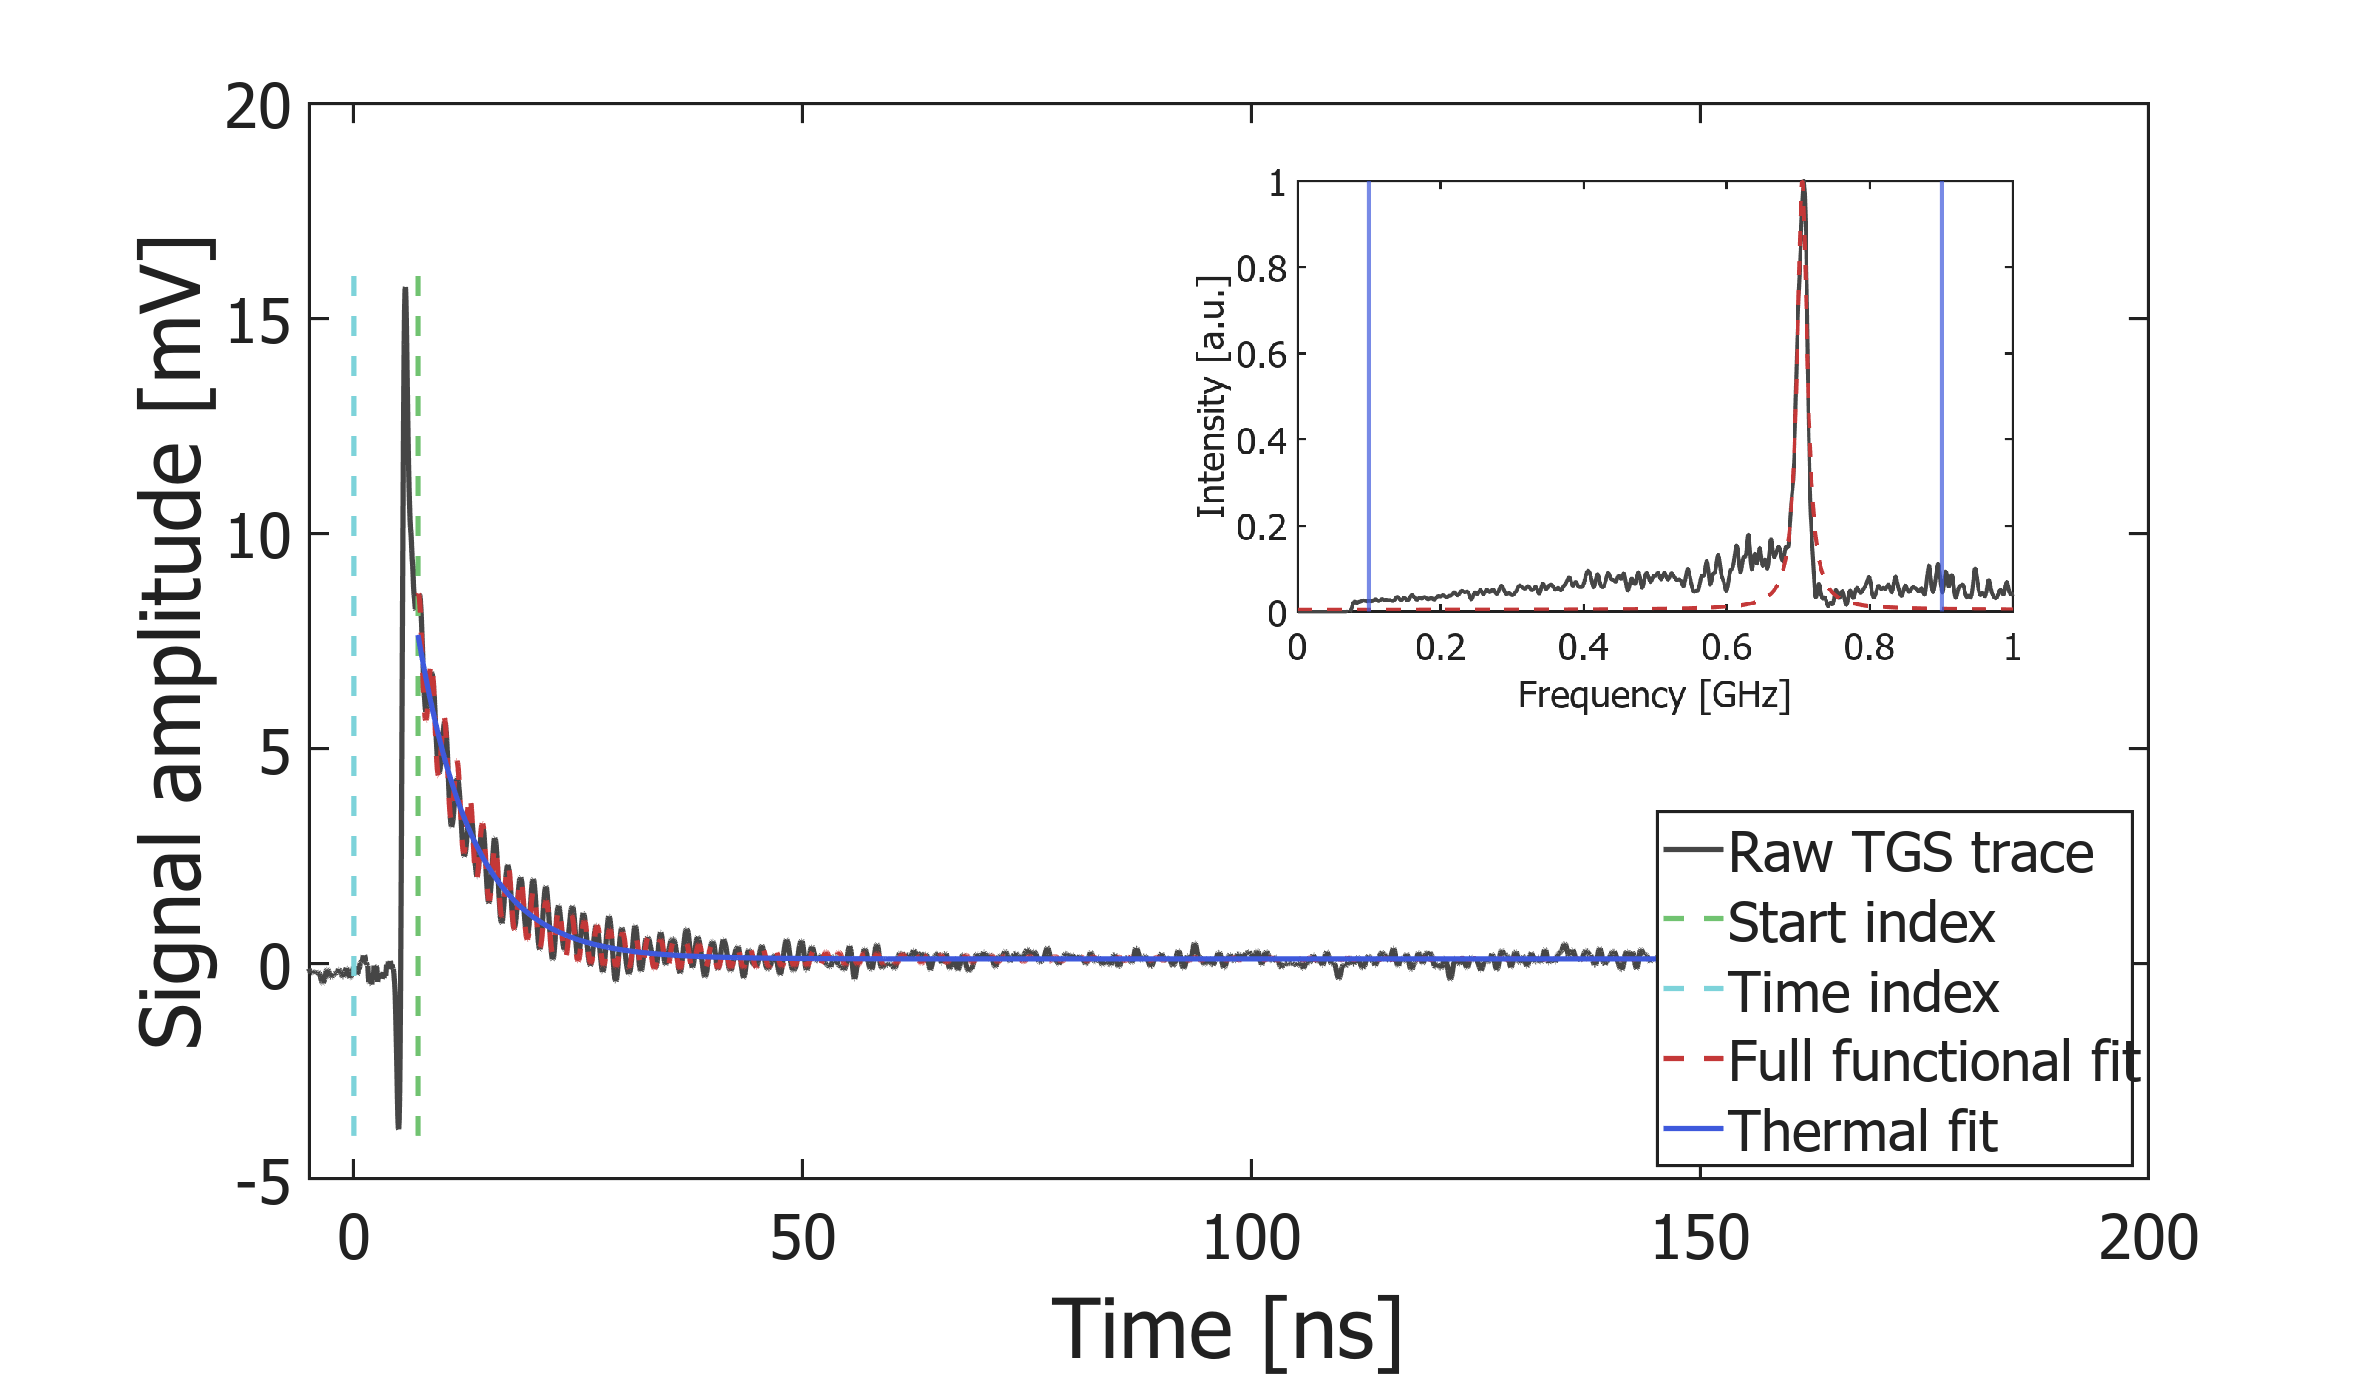 20
15
10
5
0
-5
Signal amplitude [mV]
0
50
100
150
200
Time [ns]
1
0.8
0.6
0.4
0.2
0
Intensity [a.u.]
0
0.2
0.4
0.6
0.8
1
Frequency [GHz]
Raw TGS trace
Start index
Time index
Full functional fit
Thermal fit